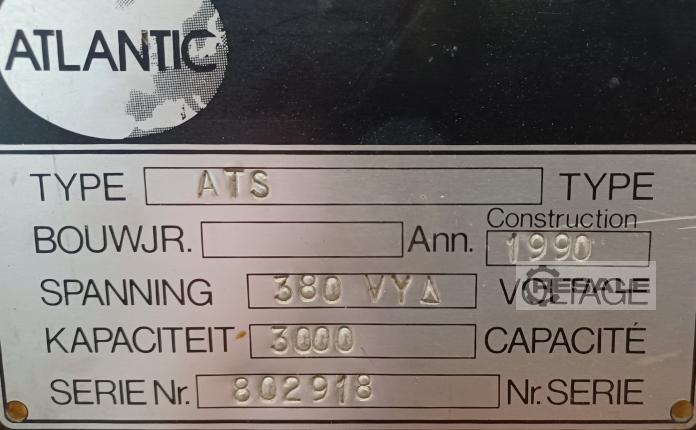 ATLANTIC
TYPE ATS TYPE
BOUWJR. Ann. Construction 1990
SPANNING 380 VYΔ VOLTAGE
KAPACITEIT 3000 CAPACITÉ
SERIE Nr. 802918 Nr. SERIE